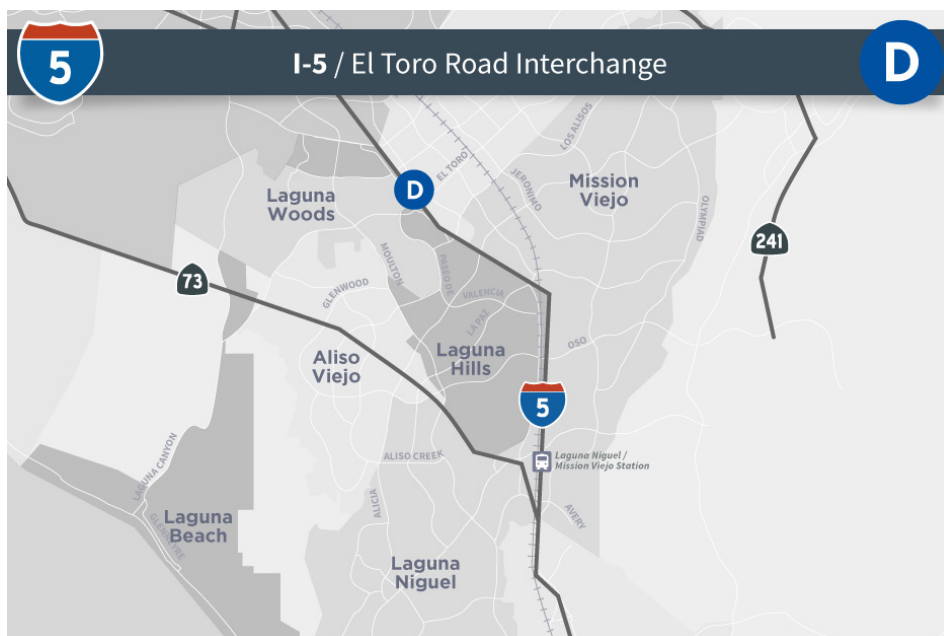 5
I-5 / El Toro Road Interchange
D
LOS ALISOS
EL TORO
JERONIMO
Mission
Viejo
D
Laguna
Woods
OLYMPIAD
241
MOULTON
PASEO DE
VALENCIA
73
GLENWOOD
LA PAZ
Laguna
Hills
OSO
Aliso
Viejo
5
ALISO CREEK
Laguna Niguel /
Mission Viejo Station
LAGUNA CANYON
ALICIA
AVERY
Laguna
Beach
GLENNEYRE
Laguna
Niguel